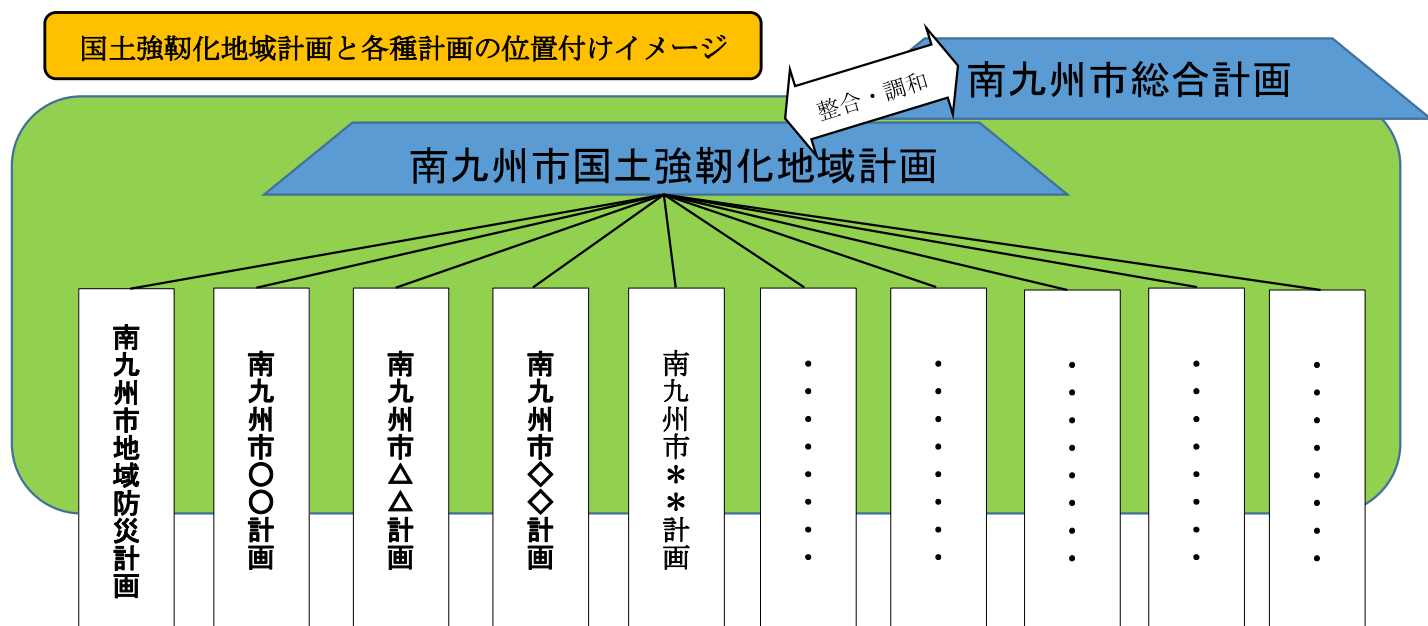 国土強靱化地域計画と各種計画の位置付けイメージ
整合・調和
南九州市総合計画
南九州市国土強靱化地域計画
南九州市地域防災計画
南九州市〇〇計画
南九州市△△計画
南九州市◇◇計画
南九州市＊＊計画
・・・・・・・・
・・・・・・・・
・・・・・・・・
・・・・・・・・
・・・・・・・・